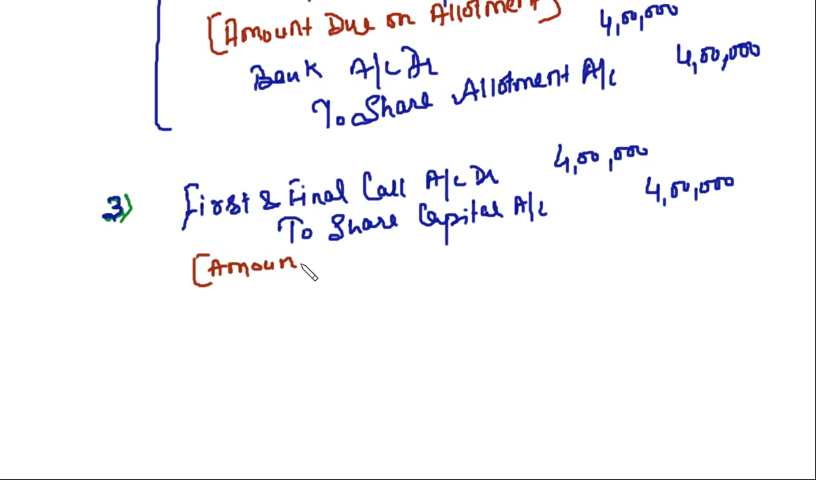 [Amount Due on Allotment]
Bank A/c Dr 4,00,000
To Share Allotment A/c 4,00,000
3) First & Final Call A/c Dr 4,00,000
To Share Capital A/c 4,00,000
[Amoun